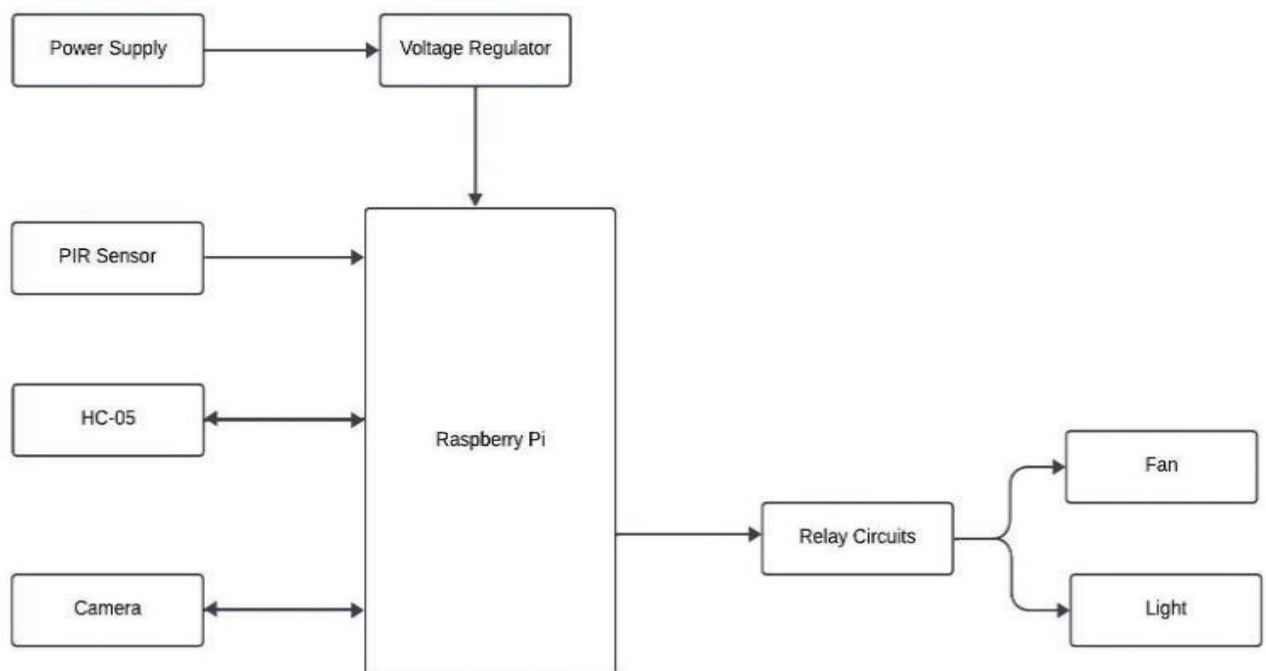 Power Supply
Voltage Regulator
PIR Sensor
HC-05
Raspberry Pi
Fan
Relay Circuits
Camera
Light